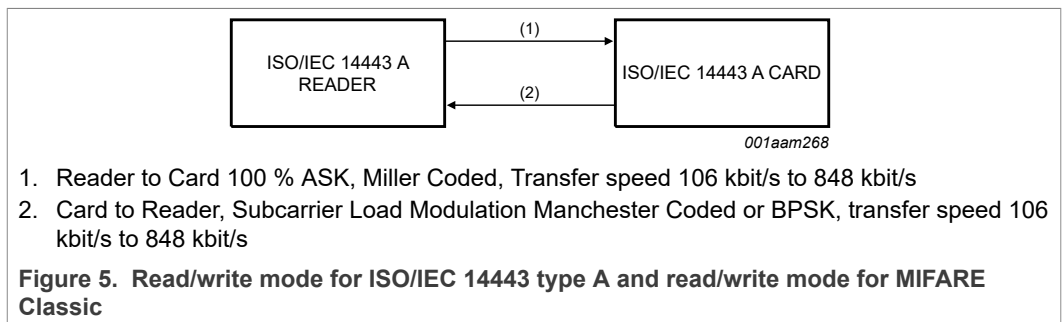 (1)
ISO/IEC 14443 A
READER
ISO/IEC 14443 A CARD
(2)
001aam268
1. Reader to Card 100 % ASK, Miller Coded, Transfer speed 106 kbit/s to 848 kbit/s
2. Card to Reader, Subcarrier Load Modulation Manchester Coded or BPSK, transfer speed 106
kbit/s to 848 kbit/s
Figure 5. Read/write mode for ISO/IEC 14443 type A and read/write mode for MIFARE
Classic